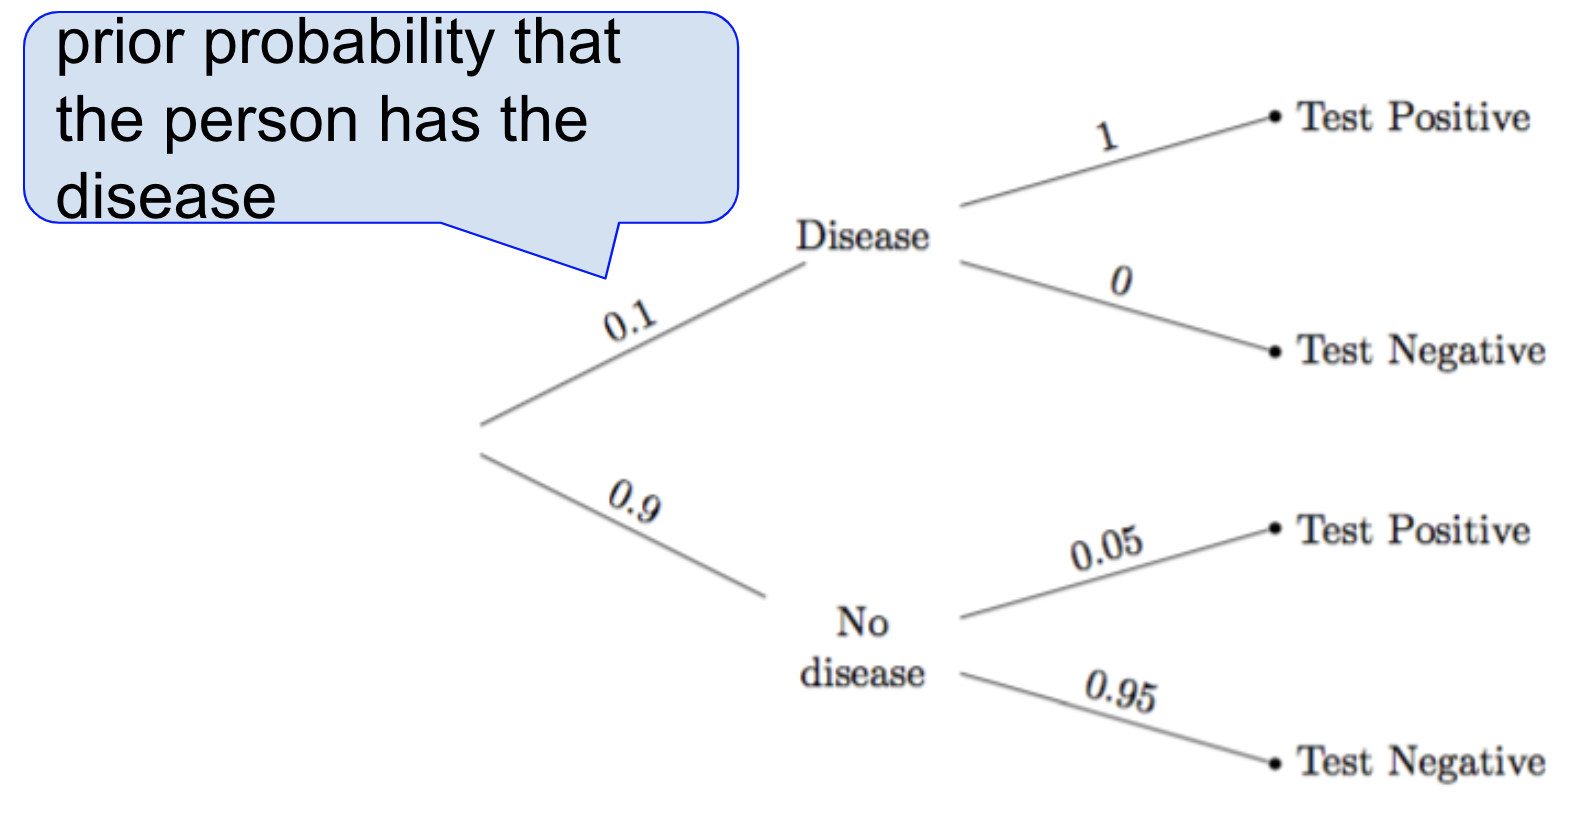 prior probability that
the person has the
disease
1
Test Positive
Disease
0
0.1
Test Negative
0.9
0.05
Test Positive
No
disease
0.95
Test Negative